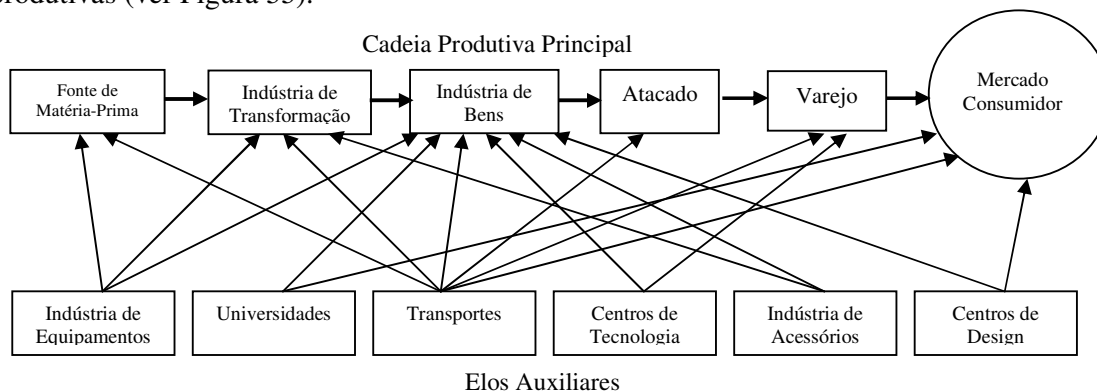 produtivas (ver Figura 35).
Cadeia Produtiva Principal
Fonte de
Matéria-Prima
Indústria de
Transformação
Indústria de
Bens
Atacado
Varejo
Mercado
Consumidor
Indústria de
Equipamentos
Universidades
Transportes
Centros de
Tecnologia
Indústria de
Acessórios
Centros de
Design
Elos Auxiliares